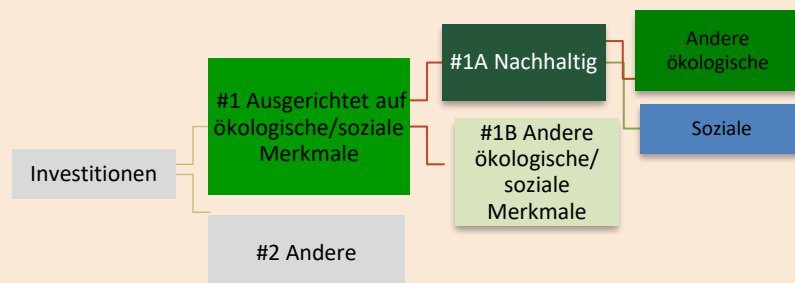 Investitionen
#1 Ausgerichtet auf
ökologische/soziale
Merkmale
#2 Andere
#1A Nachhaltig
#1B Andere
ökologische/
soziale
Merkmale
Andere
ökologische
Soziale